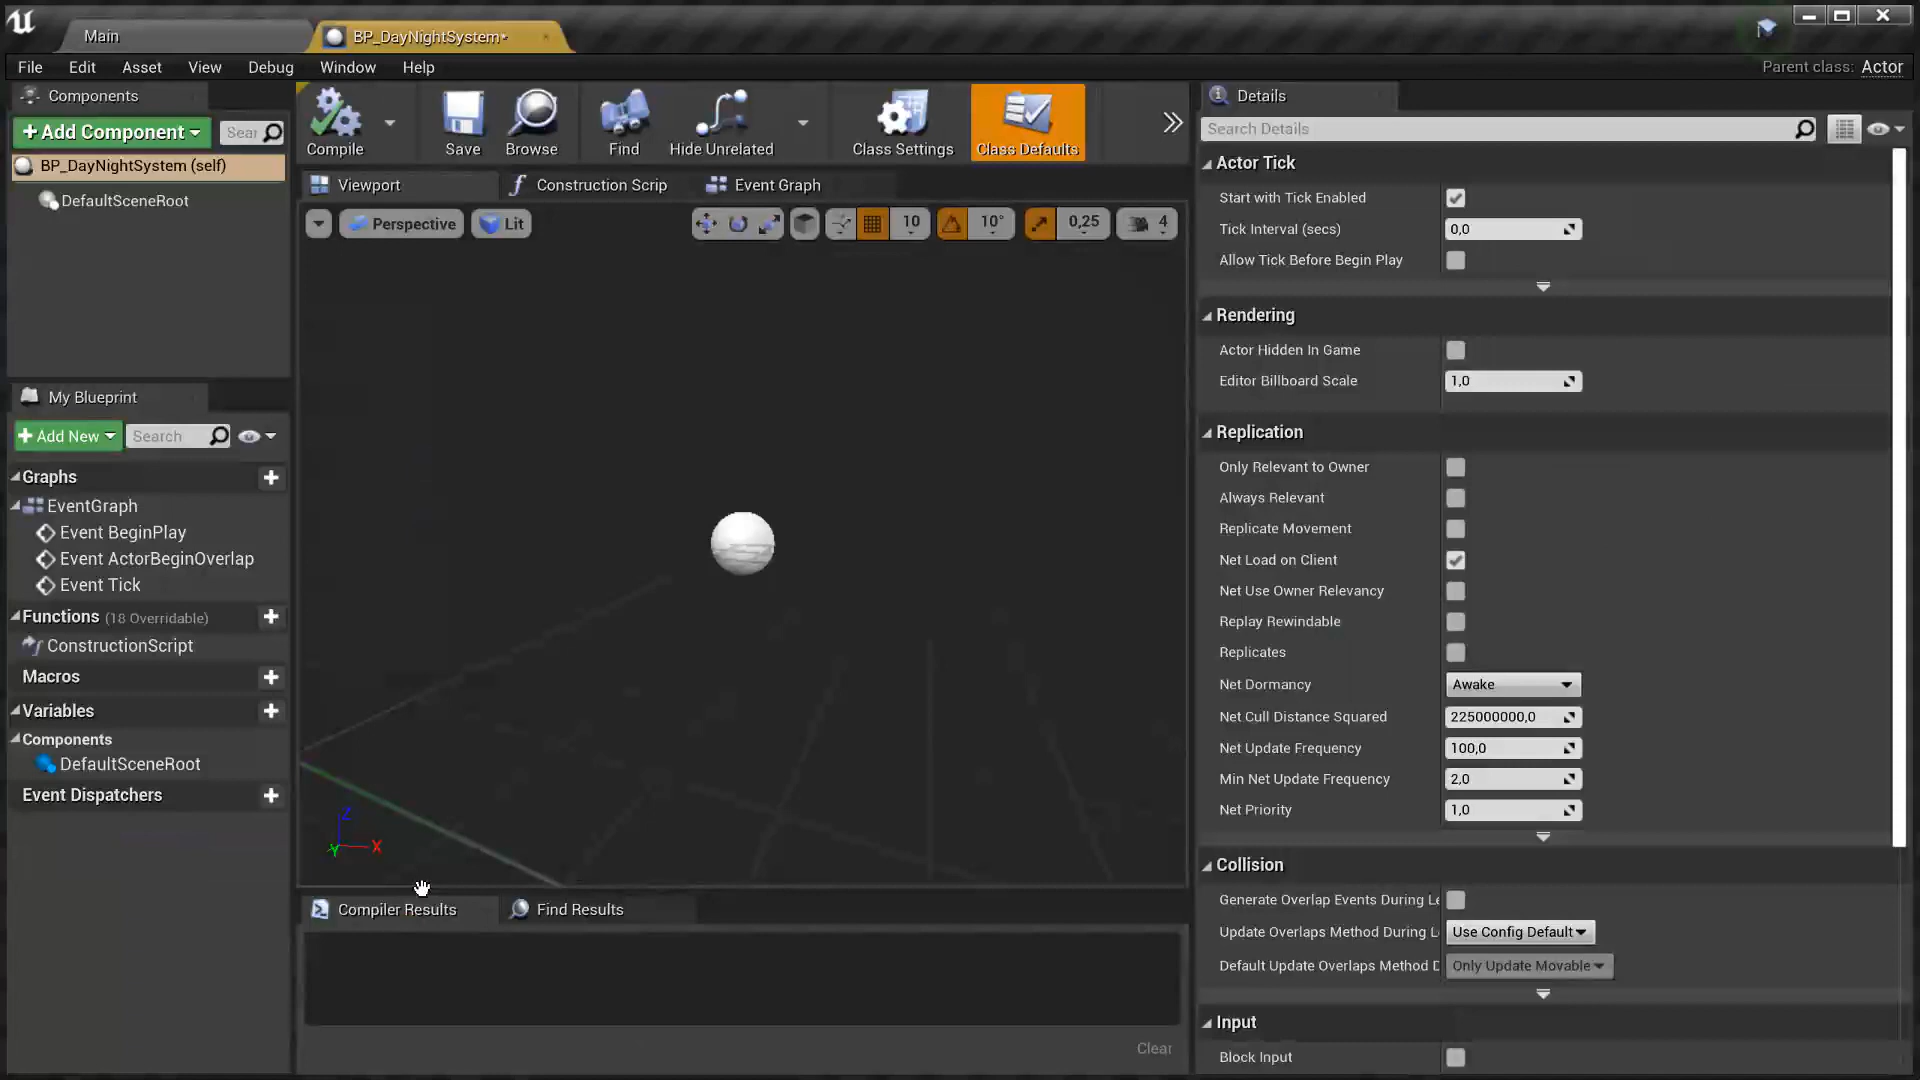 Main
BP_DayNightSystem*
File
Edit
Asset
View
Debug
Window
Help
Parent class: Actor
Components
Add Component
Sear
BP_DayNightSystem (self)
DefaultSceneRoot
Compile
Save
Browse
Find
Hide Unrelated
Class Settings
Class Defaults
Viewport
Construction Scrip
Event Graph
Perspective
Lit
10
10°
0,25
4
X
Y
Z
My Blueprint
Add New
Search
Graphs
EventGraph
Event BeginPlay
Event ActorBeginOverlap
Event Tick
Functions (18 Overridable)
ConstructionScript
Macros
Variables
Components
DefaultSceneRoot
Event Dispatchers
Compiler Results
Find Results
Clear
Details
Search Details
Actor Tick
Start with Tick Enabled
Tick Interval (secs) 0,0
Allow Tick Before Begin Play
Rendering
Actor Hidden In Game
Editor Billboard Scale 1,0
Replication
Only Relevant to Owner
Always Relevant
Replicate Movement
Net Load on Client
Net Use Owner Relevancy
Replay Rewindable
Replicates
Net Dormancy Awake
Net Cull Distance Squared 225000000,0
Net Update Frequency 100,0
Min Net Update Frequency 2,0
Net Priority 1,0
Collision
Generate Overlap Events During Le
Update Overlaps Method During L Use Config Default
Default Update Overlaps Method D Only Update Movable
Input
Block Input